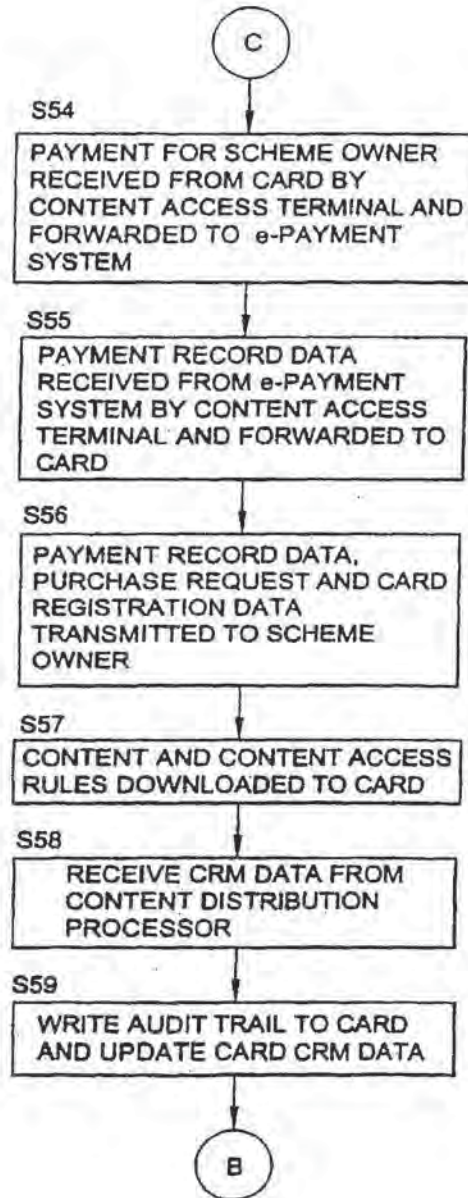 C
S54
PAYMENT FOR SCHEME OWNER
RECEIVED FROM CARD BY
CONTENT ACCESS TERMINAL AND
FORWARDED TO e-PAYMENT
SYSTEM
S55
PAYMENT RECORD DATA
RECEIVED FROM e-PAYMENT
SYSTEM BY CONTENT ACCESS
TERMINAL AND FORWARDED TO
CARD
S56
PAYMENT RECORD DATA,
PURCHASE REQUEST AND CARD
REGISTRATION DATA
TRANSMITTED TO SCHEME
OWNER
S57
CONTENT AND CONTENT ACCESS
RULES DOWNLOADED TO CARD
S58
RECEIVE CRM DATA FROM
CONTENT DISTRIBUTION
PROCESSOR
S59
WRITE AUDIT TRAIL TO CARD
AND UPDATE CARD CRM DATA
B